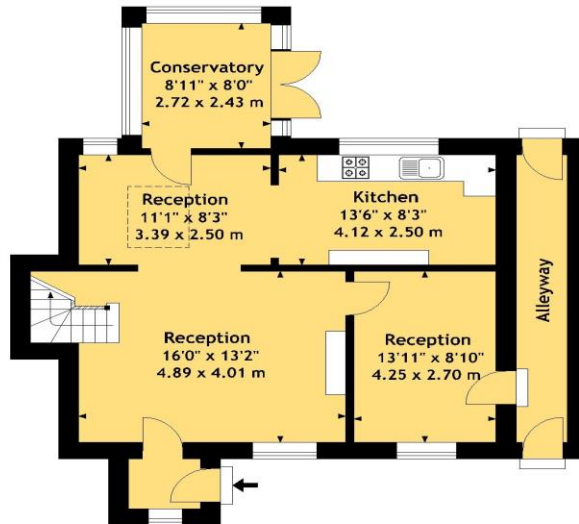 Conservatory
8'11" x 8'0"
2.72 x 2.43 m
Reception
11'1" x 8'3"
3.39 x 2.50 m
Kitchen
13'6" x 8'3"
4.12 x 2.50 m
Alleyway
Reception
16'0" x 13'2"
4.89 x 4.01 m
Reception
13'11" x 8'10"
4.25 x 2.70 m